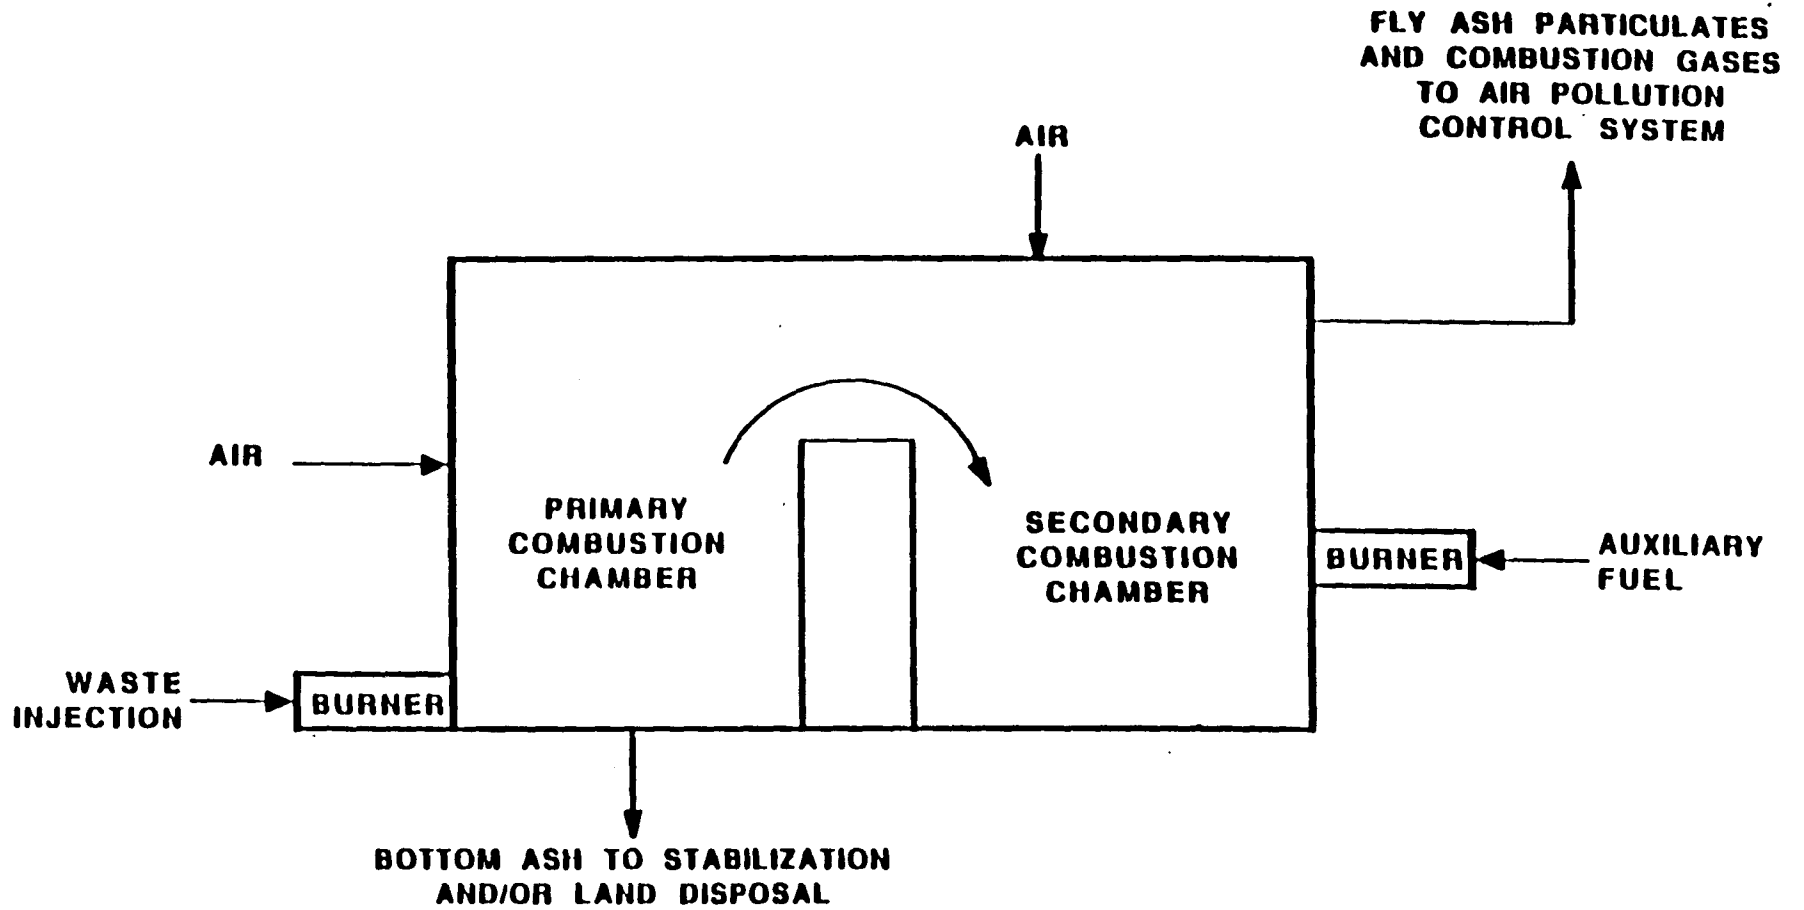 FLY ASH PARTICULATES
AND COMBUSTION GASES
TO AIR POLLUTION
CONTROL SYSTEM
AIR
AIR
PRIMARY
COMBUSTION
CHAMBER
SECONDARY
COMBUSTION
CHAMBER
BURNER
AUXILIARY
FUEL
WASTE
INJECTION
BURNER
BOTTOM ASH TO STABILIZATION
AND/OR LAND DISPOSAL